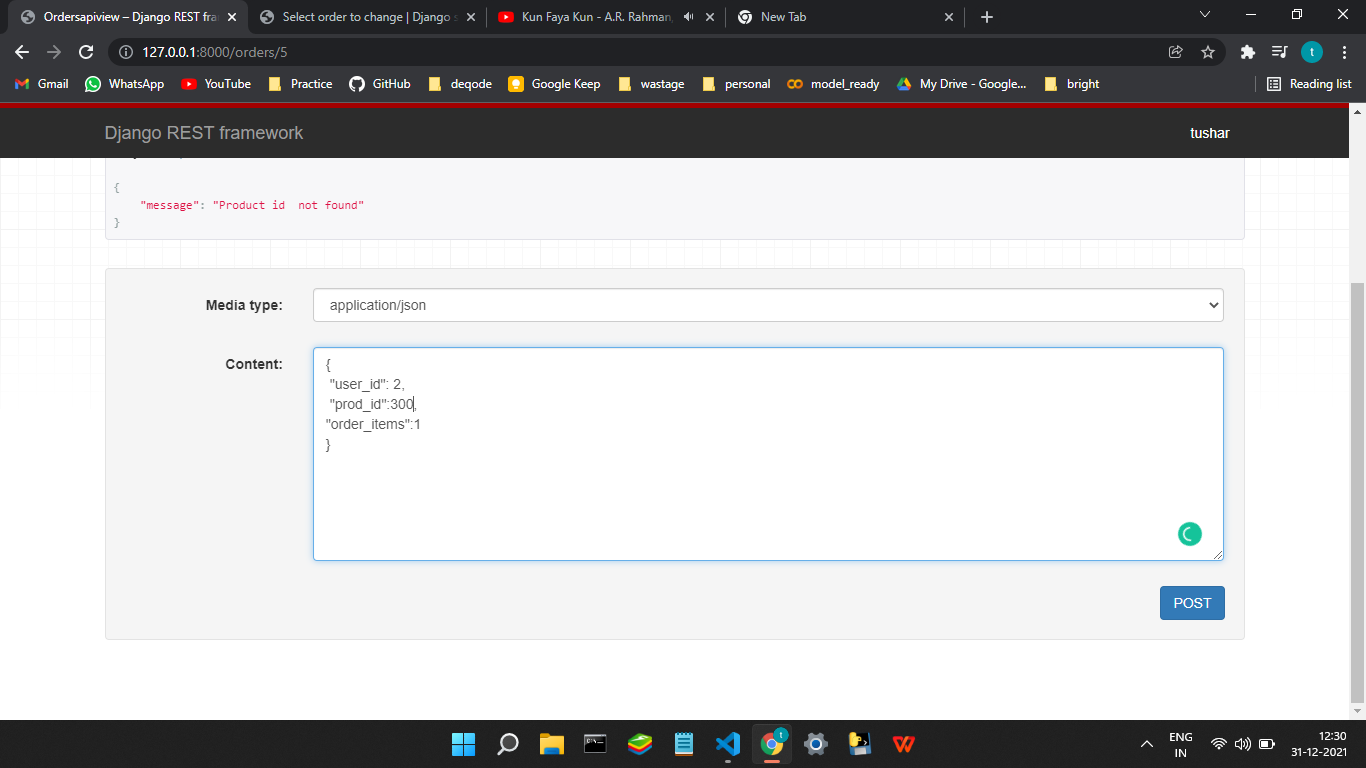 Ordersapiview – Django REST fra
Select order to change | Django s
Kun Faya Kun - A.R. Rahman,
New Tab
127.0.0.1:8000/orders/5
t
Gmail
WhatsApp
YouTube
Practice
GitHub
deqode
Google Keep
wastage
personal
model_ready
My Drive - Google...
bright
Reading list
Django REST framework
tushar
{
"message": "Product id  not found"
}
Media type:
application/json
Content:
{
"user_id": 2,
"prod_id":300,
"order_items":1
}
POST
t
ENG
IN
12:30
31-12-2021